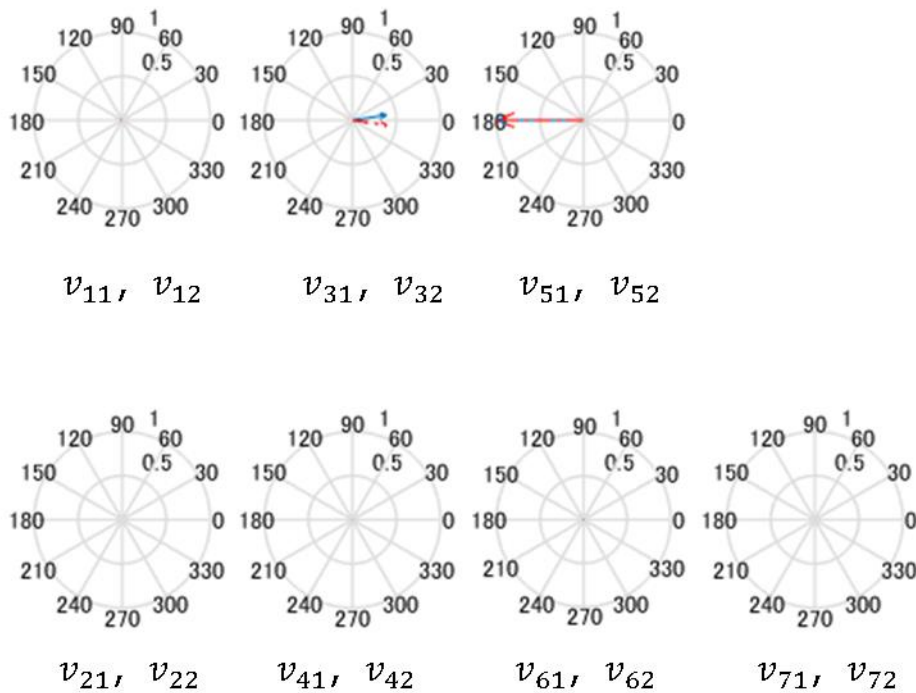 90 1 90 1 90 1
120 60 120 60 120 60
0.5 0.5 0.5
150 30 150 30 150 30
180 0 180 0 180 0
210 330 210 330 210 330
240 300 240 300 240 300
270 270 270
v₁₁, v₁₂ v₃₁, v₃₂ v₅₁, v₅₂
90 1 90 1 90 1 90 1
120 60 120 60 120 60 120 60
0.5 0.5 0.5 0.5
150 30 150 30 150 30 150 30
180 0 180 0 180 0 180 0
210 330 210 330 210 330 210 330
240 300 240 300 240 300 240 300
270 270 270 270
v₂₁, v₂₂ v₄₁, v₄₂ v₆₁, v₆₂ v₇₁, v₇₂